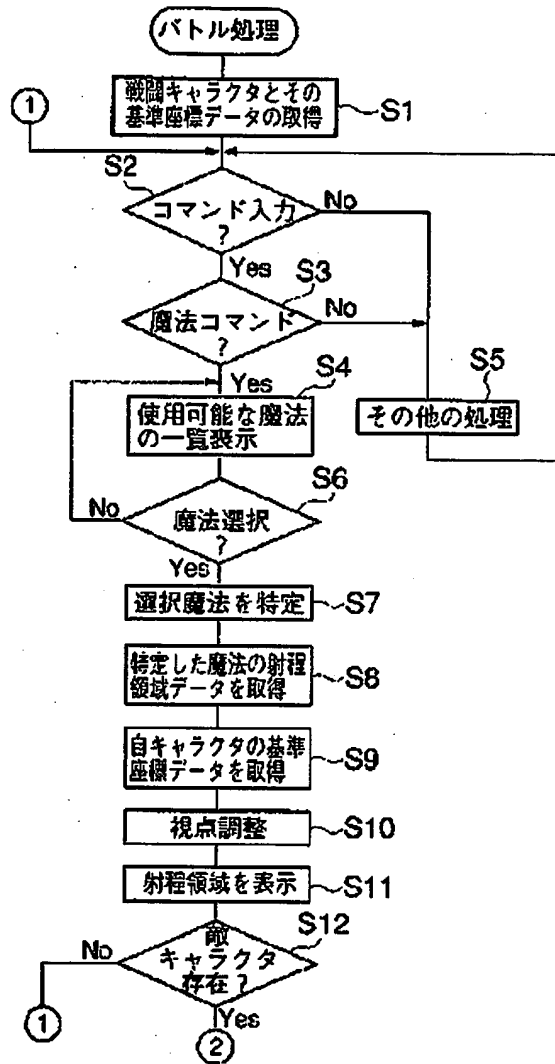 バトル処理
戦闘キャラクタとその
基準座標データの取得
S1
①
S2
コマンド入力
?
No
Yes
S3
魔法コマンド
?
No
Yes
S4
使用可能な魔法
の一覧表示
S5
その他の処理
S6
魔法選択
?
No
Yes
選択魔法を特定
S7
特定した魔法の射程
領域データを取得
S8
自キャラクタの基準
座標データを取得
S9
視点調整
S10
射程領域を表示
S11
S12
敵
キャラクタ
存在?
No
①
Yes
②